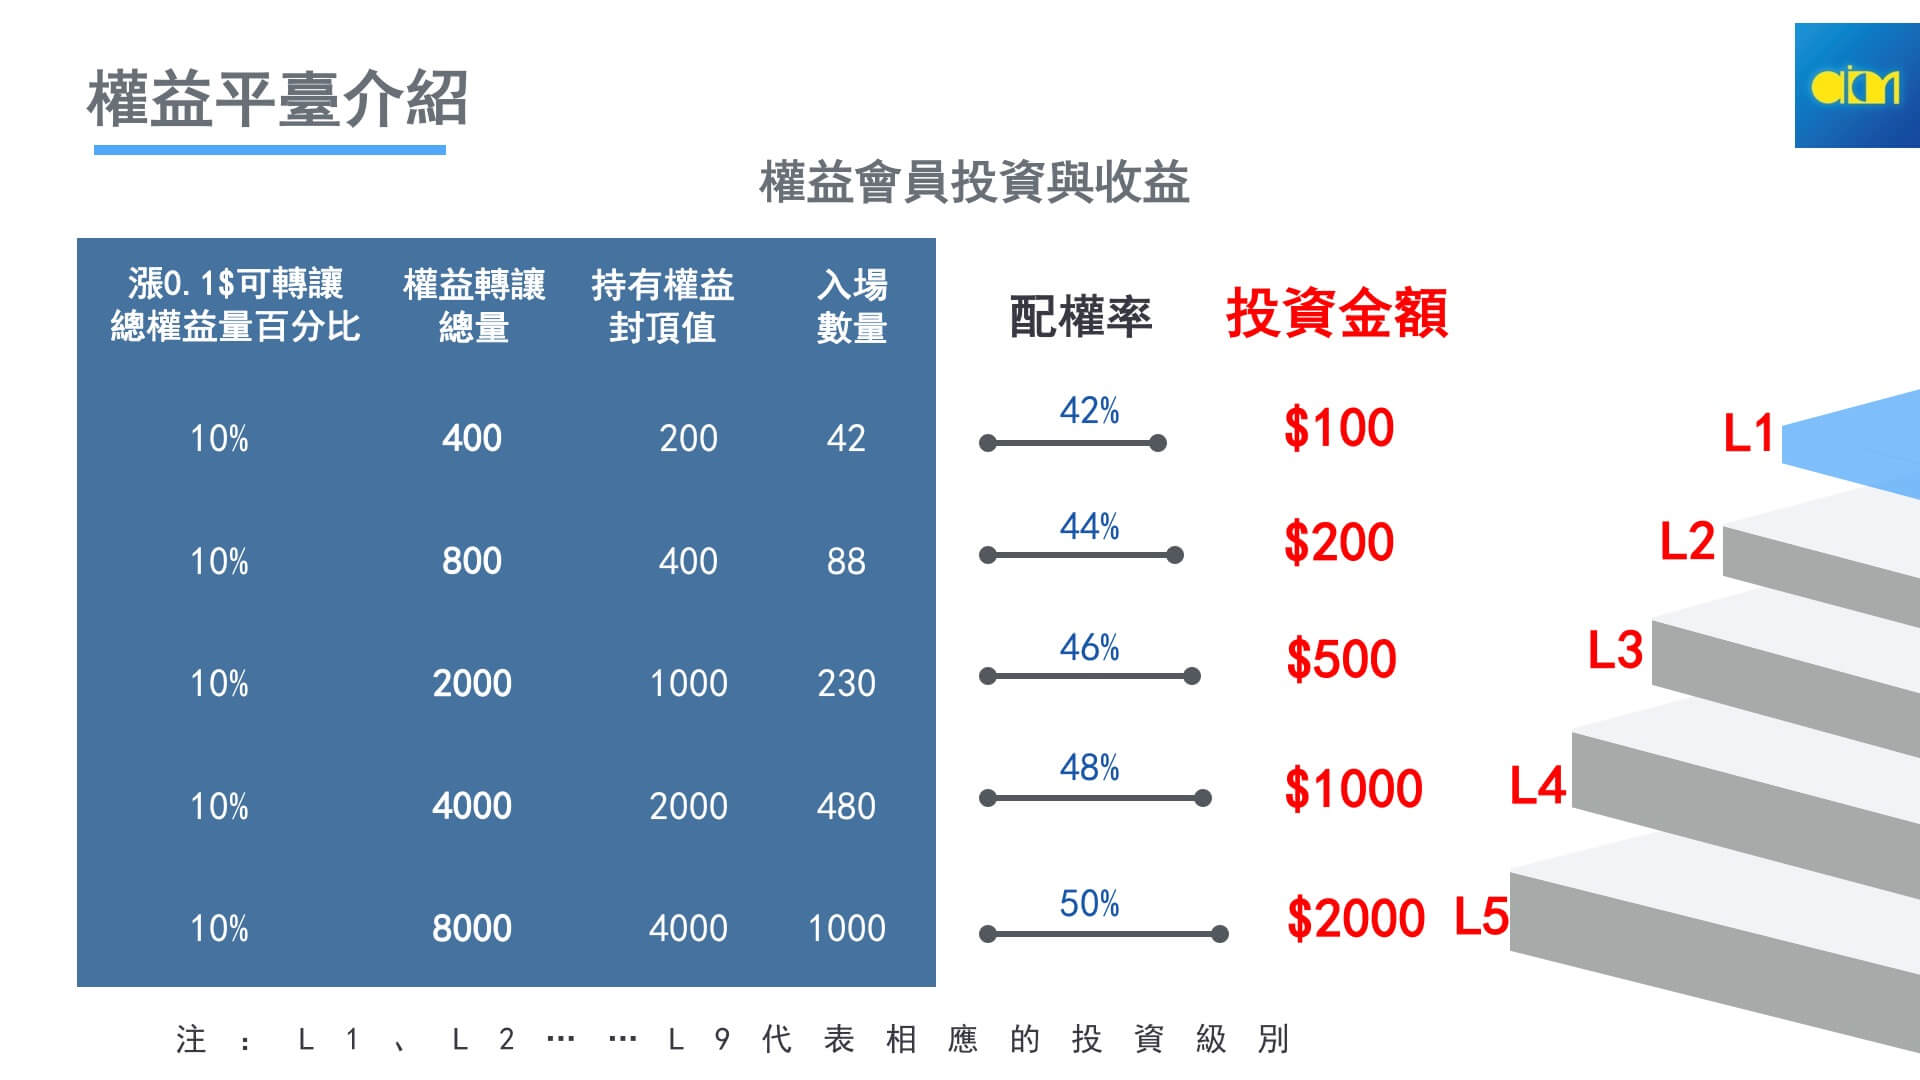 權益平臺介紹
aicm
權益會員投資與收益
漲0.1$可轉讓
總權益量百分比
權益轉讓
總量
持有權益
封頂值
入場
數量
配權率
投資金額
10% 400 200 42 42% $100 L1
10% 800 400 88 44% $200 L2
10% 2000 1000 230 46% $500 L3
10% 4000 2000 480 48% $1000 L4
10% 8000 4000 1000 50% $2000 L5
注：L1、L2……L9代表相應的投資級別